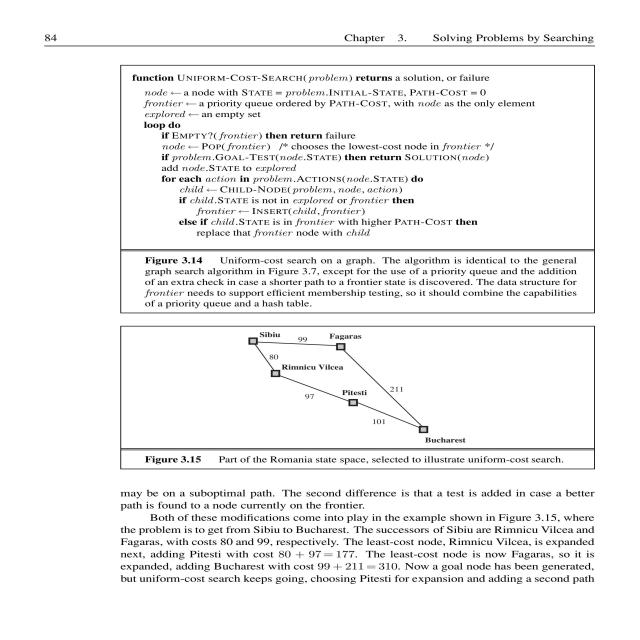 84 Chapter 3. Solving Problems by Searching
function UNIFORM-COST-SEARCH(problem) returns a solution, or failure
node ← a node with STATE = problem.INITIAL-STATE, PATH-COST = 0
frontier ← a priority queue ordered by PATH-COST, with node as the only element
explored ← an empty set
loop do
if EMPTY?(frontier) then return failure
node ← POP(frontier) /* chooses the lowest-cost node in frontier */
if problem.GOAL-TEST(node.STATE) then return SOLUTION(node)
add node.STATE to explored
for each action in problem.ACTIONS(node.STATE) do
child ← CHILD-NODE(problem, node, action)
if child.STATE is not in explored or frontier then
frontier ← INSERT(child, frontier)
else if child.STATE is in frontier with higher PATH-COST then
replace that frontier node with child
Figure 3.14 Uniform-cost search on a graph. The algorithm is identical to the general
graph search algorithm in Figure 3.7, except for the use of a priority queue and the addition
of an extra check in case a shorter path to a frontier state is discovered. The data structure for
frontier needs to support efficient membership testing, so it should combine the capabilities
of a priority queue and a hash table.
Sibiu 99 Fagaras
80
Rimnicu Vilcea
97 Pitesti 211
101
Bucharest
Figure 3.15 Part of the Romania state space, selected to illustrate uniform-cost search.
may be on a suboptimal path. The second difference is that a test is added in case a better
path is found to a node currently on the frontier.
Both of these modifications come into play in the example shown in Figure 3.15, where
the problem is to get from Sibiu to Bucharest. The successors of Sibiu are Rimnicu Vilcea and
Fagaras, with costs 80 and 99, respectively. The least-cost node, Rimnicu Vilcea, is expanded
next, adding Pitesti with cost 80 + 97 = 177. The least-cost node is now Fagaras, so it is
expanded, adding Bucharest with cost 99 + 211 = 310. Now a goal node has been generated,
but uniform-cost search keeps going, choosing Pitesti for expansion and adding a second path